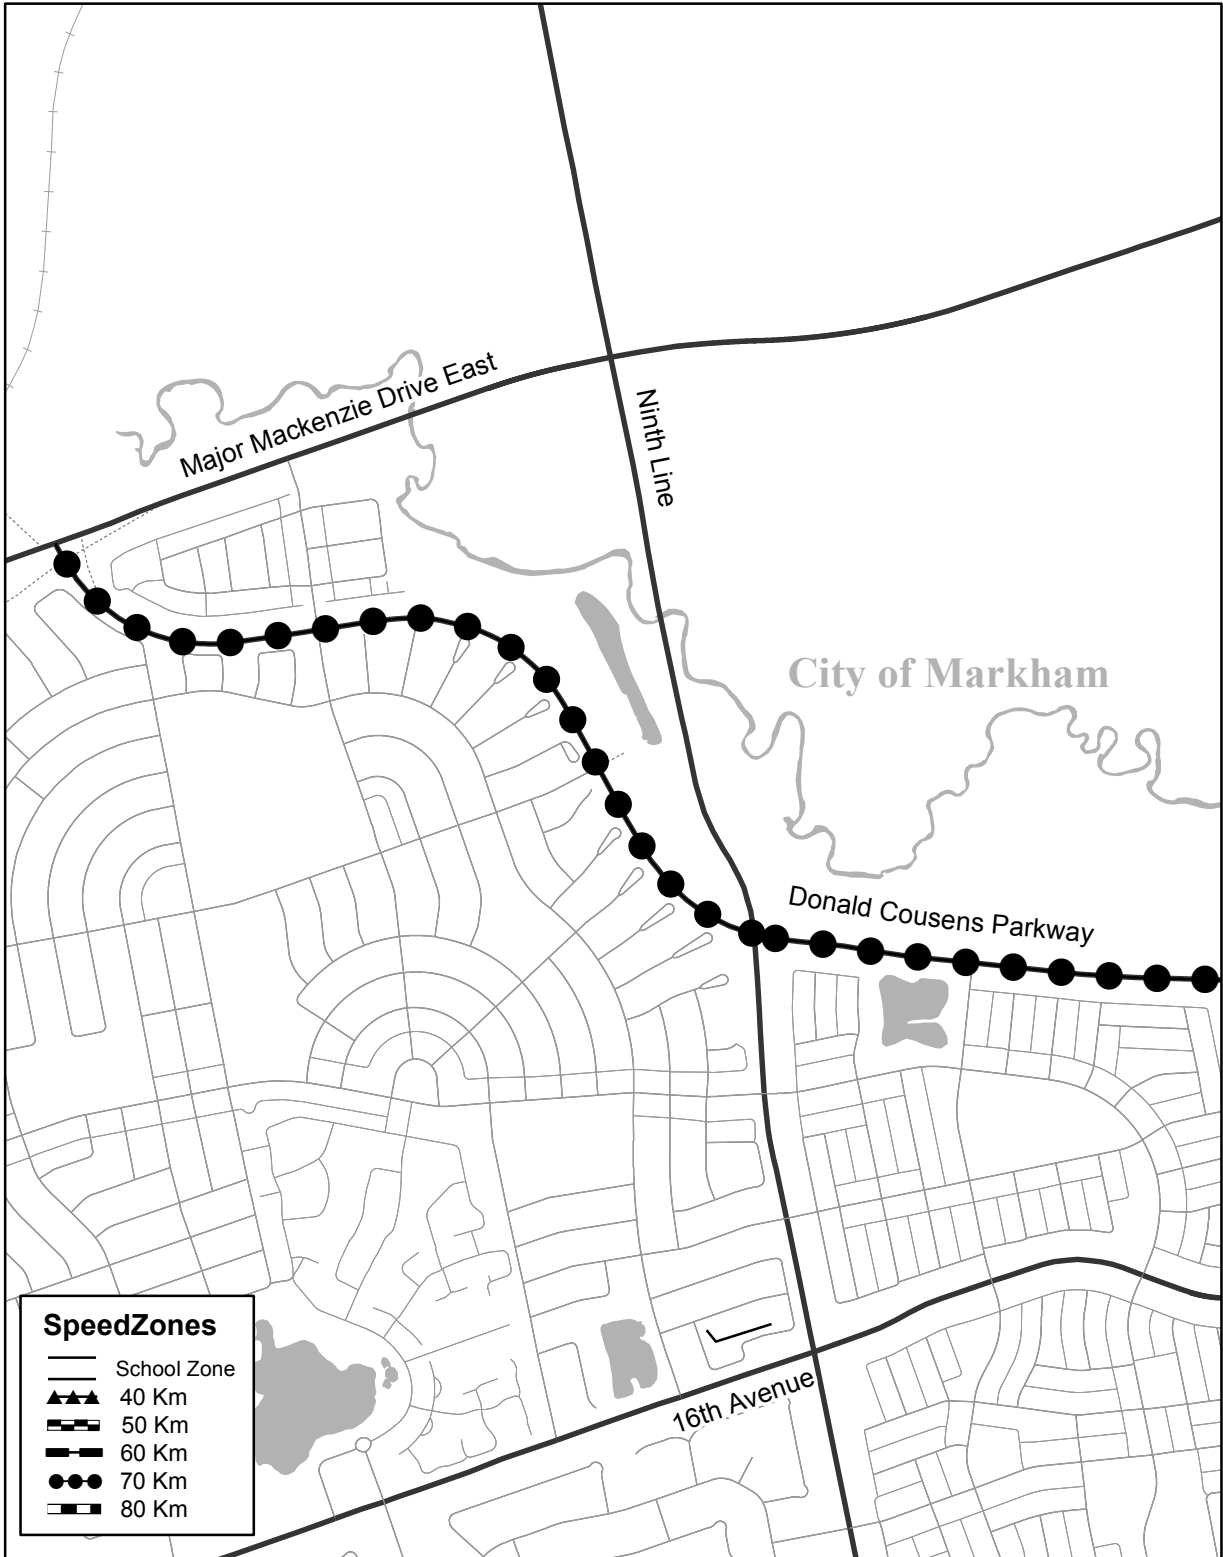 Major Mackenzie Drive East
Ninth Line
City of Markham
Donald Cousens Parkway
16th Avenue
SpeedZones
School Zone
40 Km
50 Km
60 Km
70 Km
80 Km